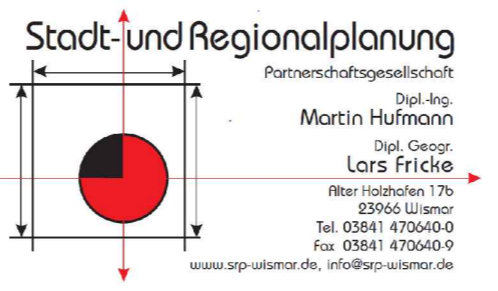 Stadt- und Regionalplanung
Partnerschaftsgesellschaft
Dipl.-Ing.
Martin Hufmann
Dipl. Geogr.
Lars Fricke
Alter Holzhafen 17b
23966 Wismar
Tel. 03841 470640-0
Fax 03841 470640-9
www.srp-wismar.de, info@srp-wismar.de